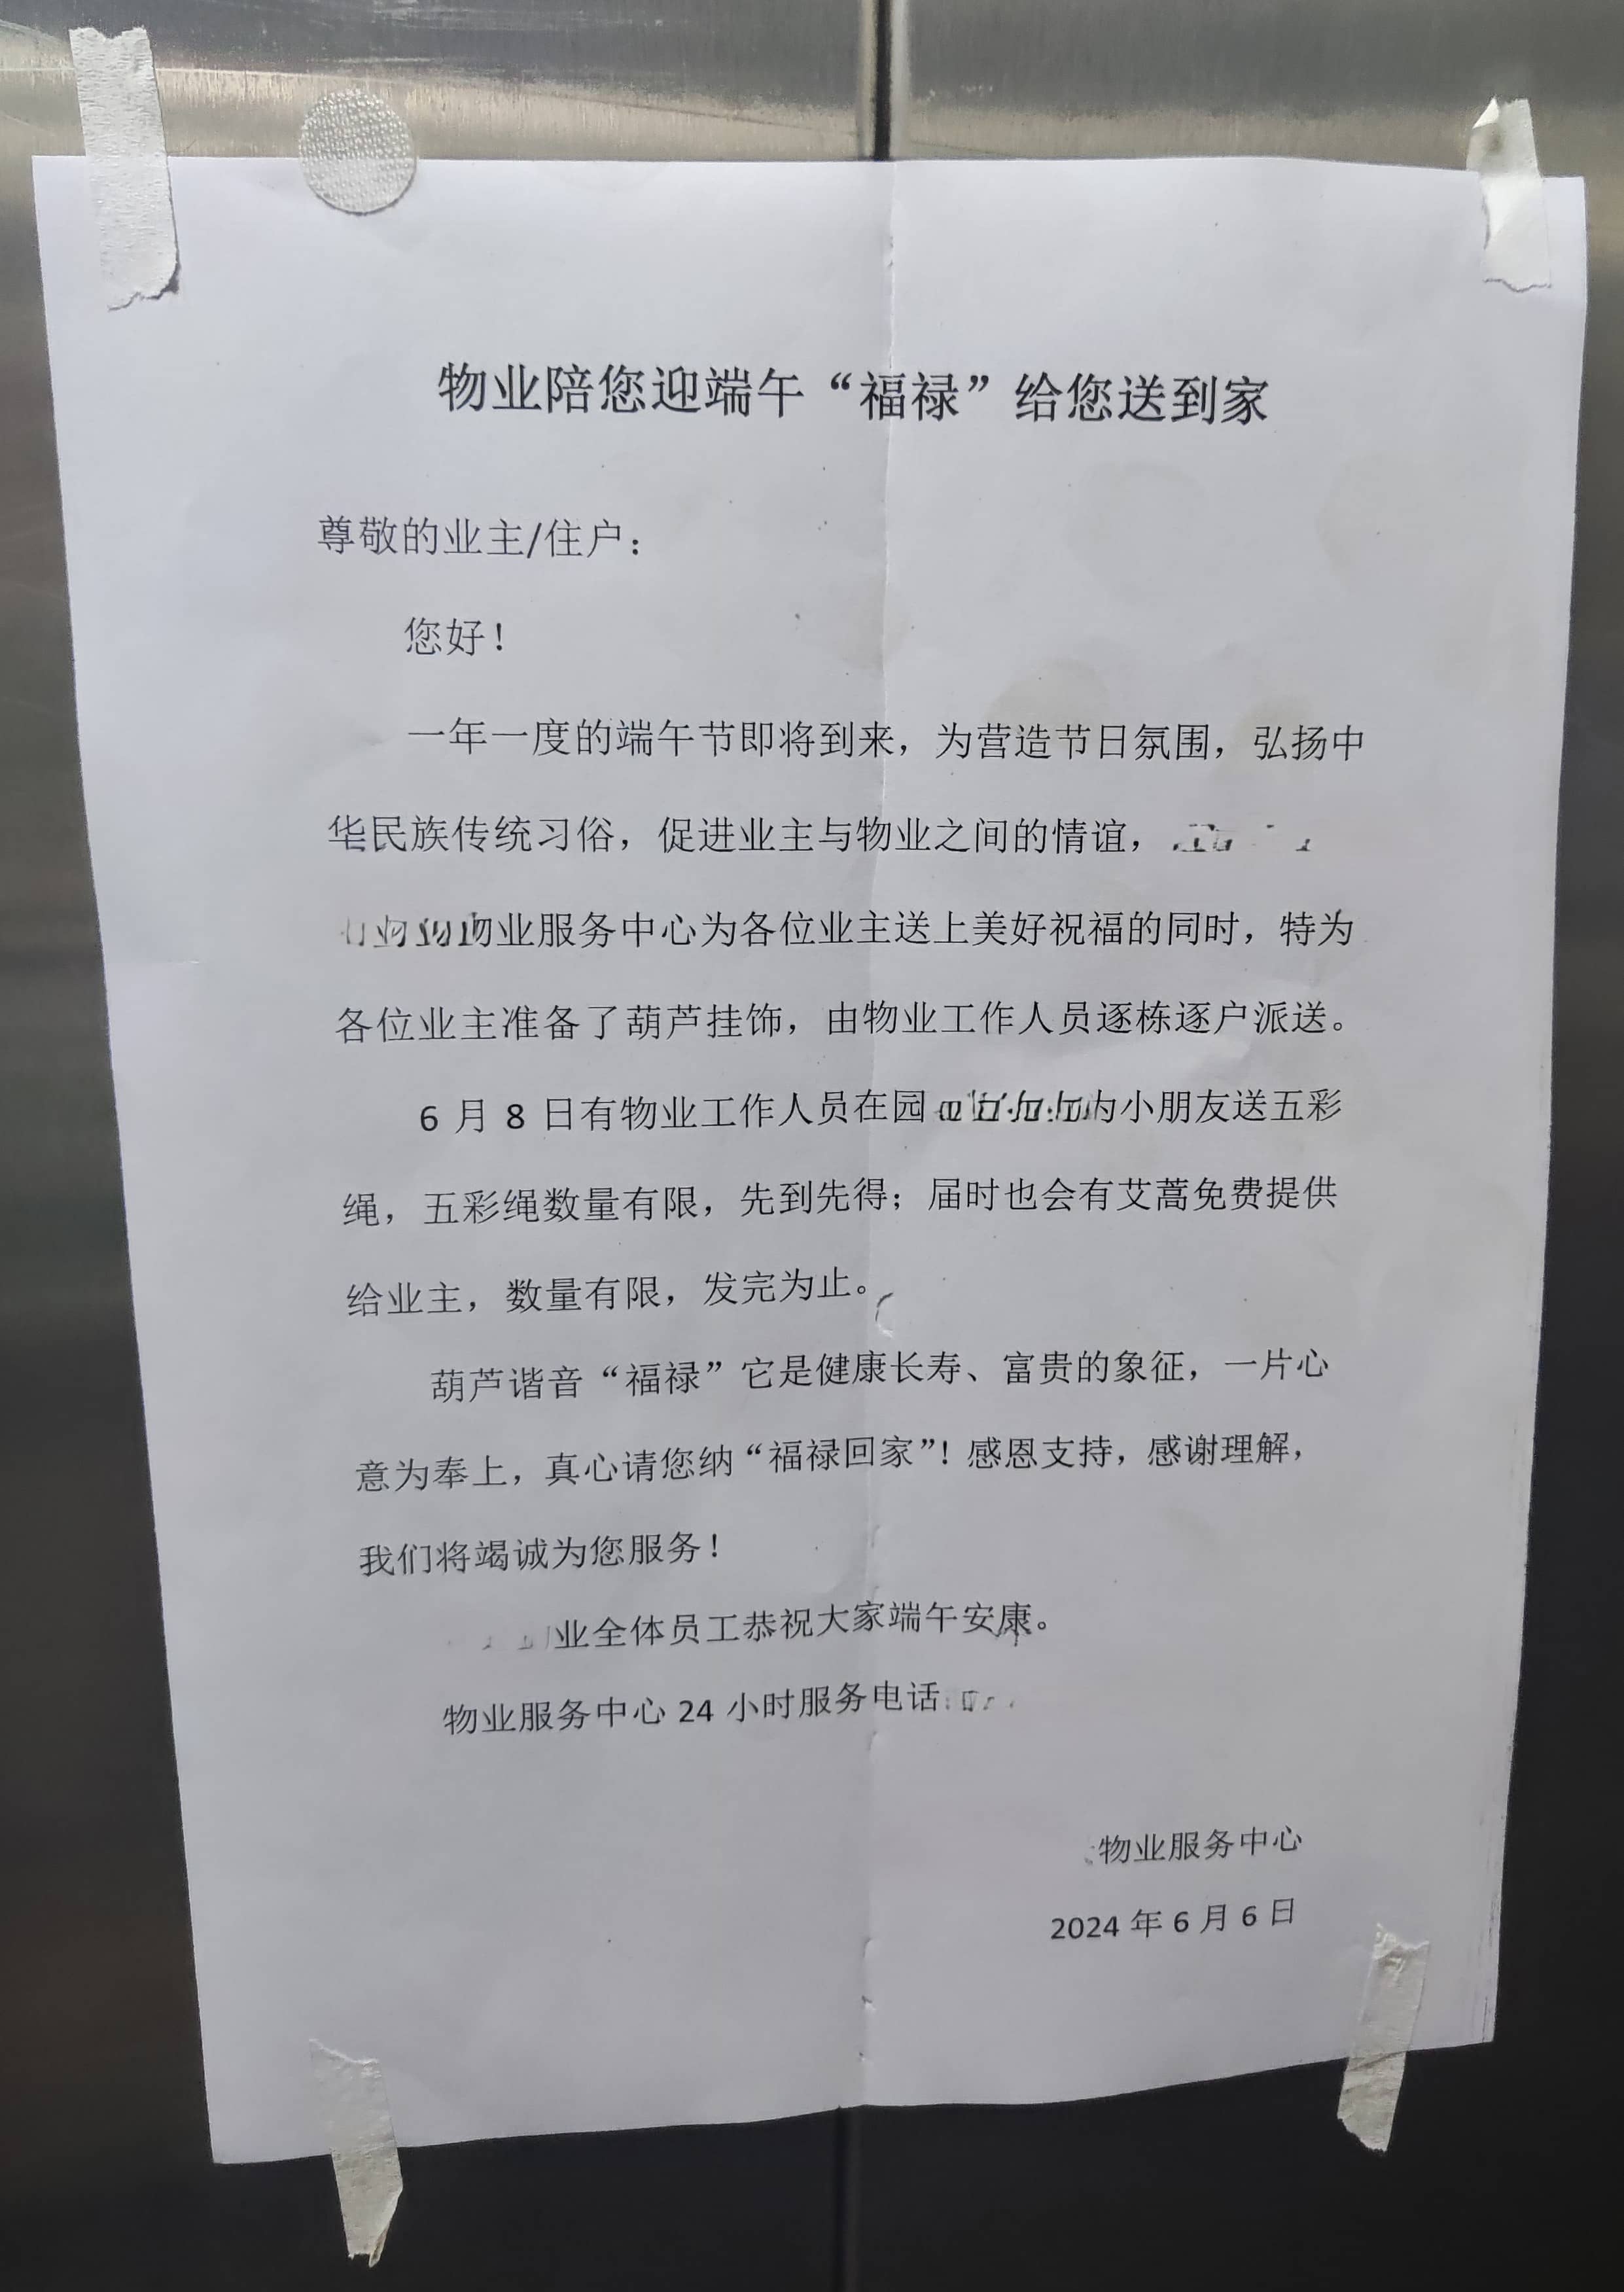 物业陪您迎端午“福禄”给您送到家
尊敬的业主/住户：
您好！
一年一度的端午节即将到来，为营造节日氛围，弘扬中
华民族传统习俗，促进业主与物业之间的情谊，
物业服务中心为各位业主送上美好祝福的同时，特为
各位业主准备了葫芦挂饰，由物业工作人员逐栋逐户派送。
6 月 8 日有物业工作人员在园为小朋友送五彩
绳，五彩绳数量有限，先到先得；届时也会有艾蒿免费提供
给业主，数量有限，发完为止。
葫芦谐音“福禄”它是健康长寿、富贵的象征，一片心
意为奉上，真心请您纳“福禄回家”！感恩支持，感谢理解，
我们将竭诚为您服务！
业全体员工恭祝大家端午安康。
物业服务中心 24 小时服务电话
物业服务中心
2024 年 6 月 6 日